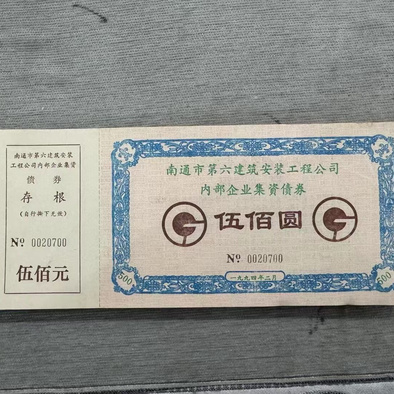 南通市第六建筑安装
工程公司内部企业集资
债券
存根
(自行撕下无效)
№ 0020700
伍佰元
南通市第六建筑安装工程公司
内部企业集资债券
伍佰圆
№ 0020700
500
500
一九九四年二月